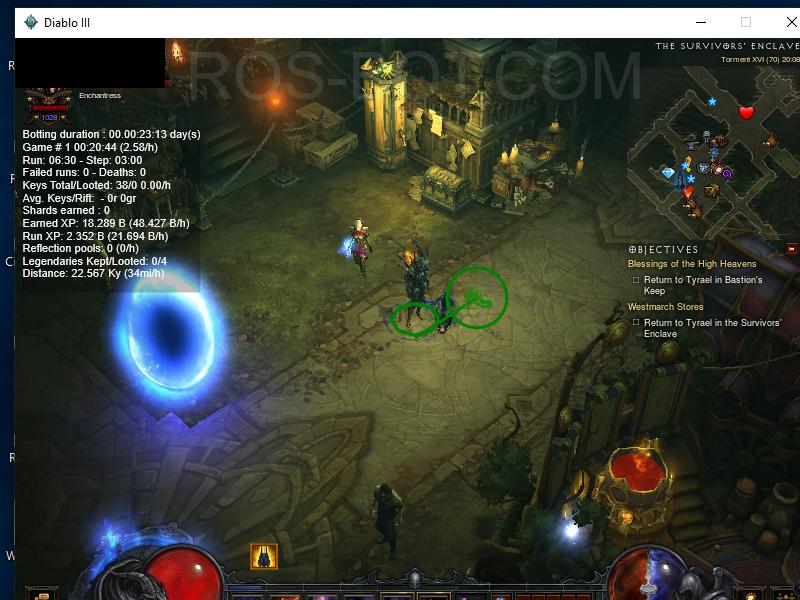 Diablo III
ROS-BOT.COM
THE SURVIVORS' ENCLAVE
Torment XVI (70) 20:08
Enchantress
1028
Botting duration : 00.00:23:13 day(s)
Game # 1 00:20:44 (2.58/h)
Run: 06:30 - Step: 03:00
Failed runs: 0 - Deaths: 0
Keys Total/Looted: 38/0 0.00/h
Avg. Keys/Rift: - 0r 0gr
Shards earned : 0
Earned XP: 18.289 B (48.427 B/h)
Run XP: 2.352 B (21.694 B/h)
Reflection pools: 0 (0/h)
Legendaries Kept/Looted: 0/4
Distance: 22.567 Ky (34mi/h)
OBJECTIVES
Blessings of the High Heavens
Return to Tyrael in Bastion's
Keep
Westmarch Stores
Return to Tyrael in the Survivors'
Enclave